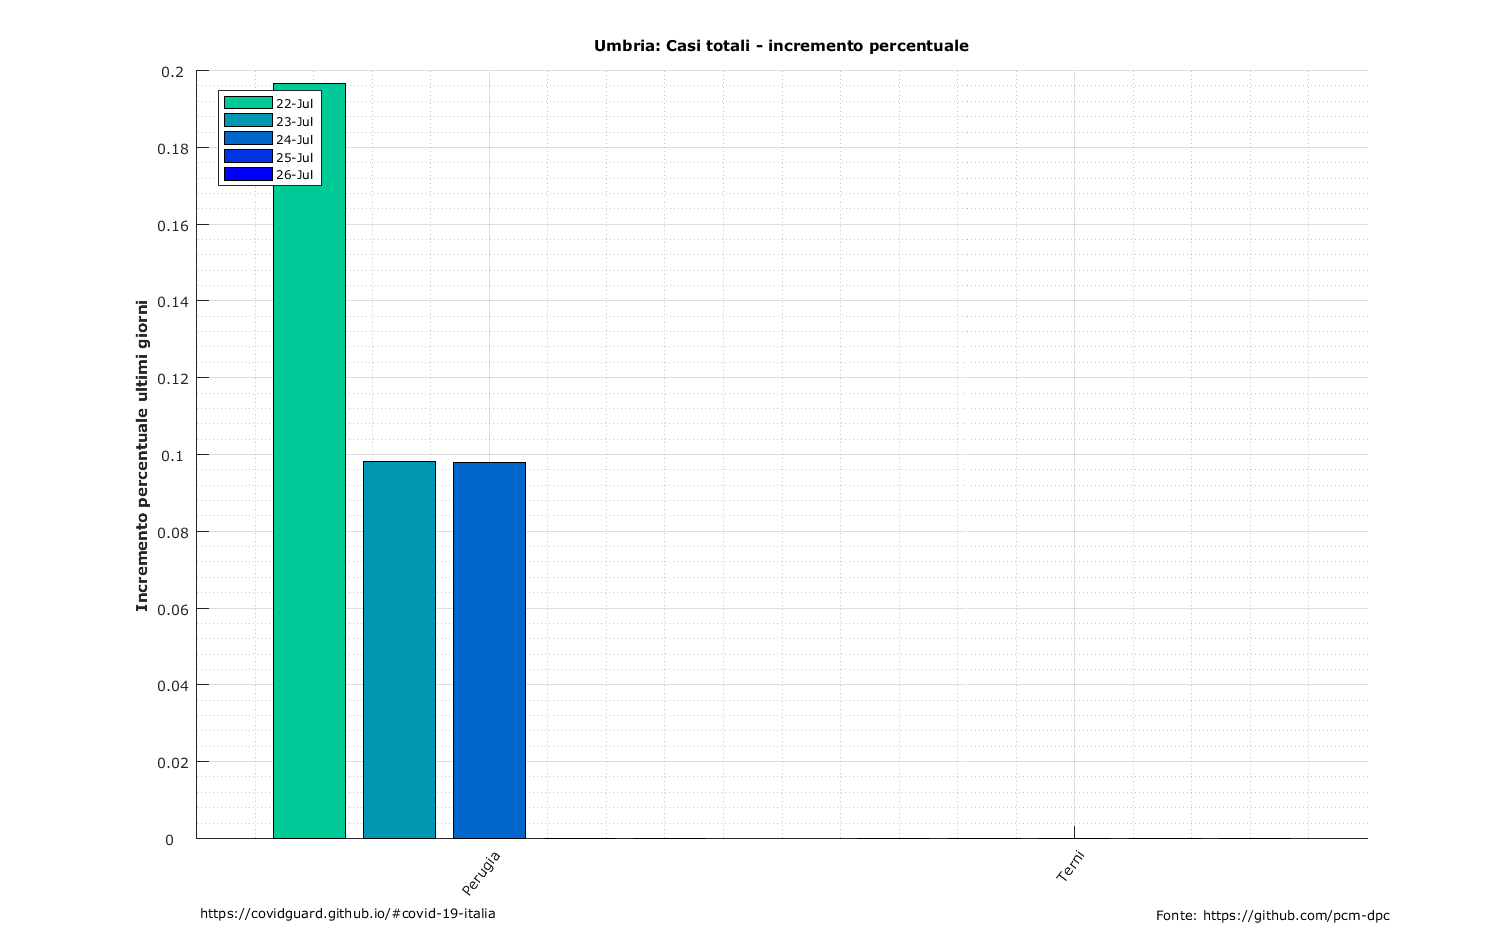 Umbria: Casi totali - incremento percentuale
Incremento percentuale ultimi giorni
0.2
0.18
0.16
0.14
0.12
0.1
0.08
0.06
0.04
0.02
0
22-Jul
23-Jul
24-Jul
25-Jul
26-Jul
Perugia
Terni
https://covidguard.github.io/#covid-19-italia
Fonte: https://github.com/pcm-dpc